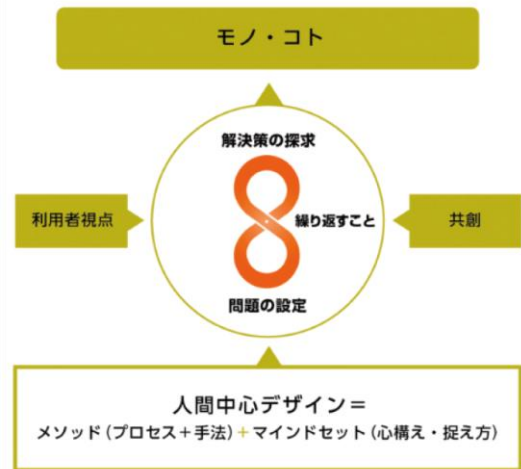 モノ・コト
解決策の探求
利用者視点
繰り返すこと
共創
問題の設定
人間中心デザイン＝
メソッド（プロセス＋手法）＋マインドセット（心構え・捉え方）